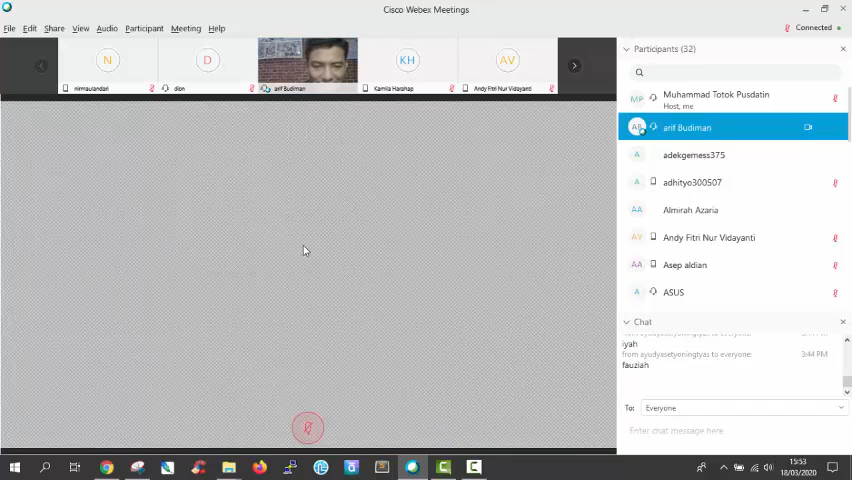 Cisco Webex Meetings
File Edit Share View Audio Participant Meeting Help
Connected
N D KH AV
nirmaulandari dion arif Budiman Kamila Harahap Andy Fitri Nur Vidayanti
Participants (32)
MP Muhammad Totok Pusdatin
Host, me
AB arif Budiman
A adekgemess375
A adhityo300507
AA Almirah Azaria
AV Andy Fitri Nur Vidayanti
AA Asep aldian
A ASUS
Chat
iyah
from ayudyasetyoningtyas to everyone: 3:44 PM
fauziah
To: Everyone
Enter chat message here
15:53
18/03/2020